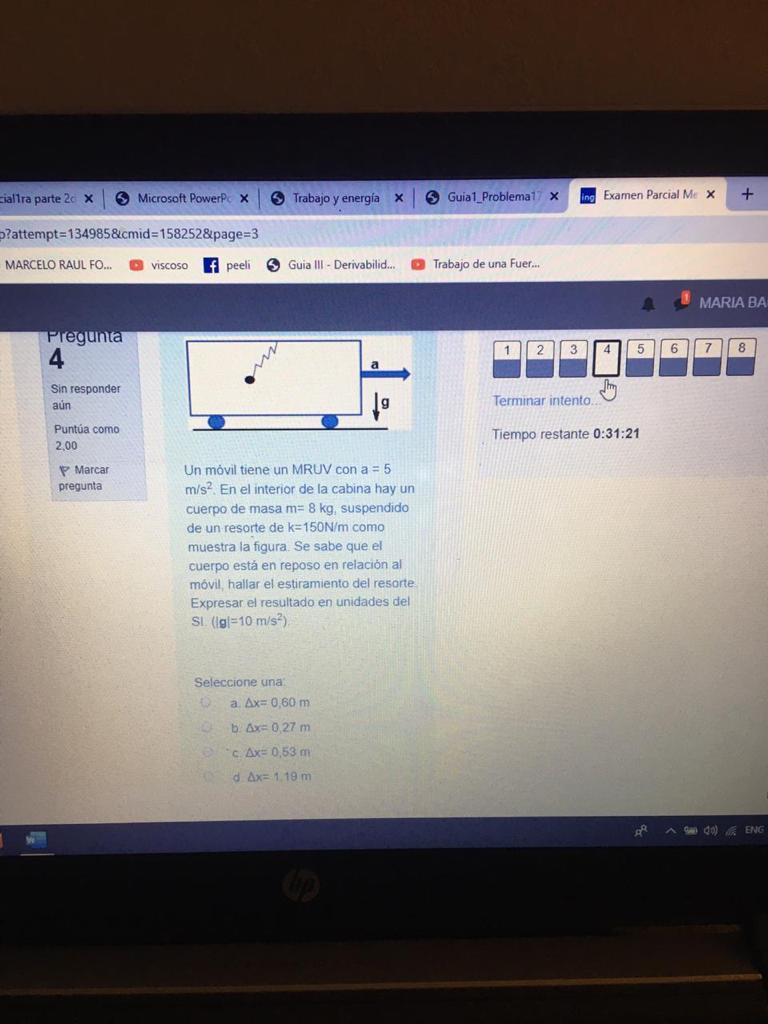 cial1ra parte 2c
Microsoft PowerPo
Trabajo y energía
Guia1_Problema17
ing
Examen Parcial Me
p?attempt=134985&cmid=158252&page=3
MARCELO RAUL FO...
viscoso
peeli
Guia III - Derivabilid...
Trabajo de una Fuer...
1
MARIA BA
Pregunta
4
Sin responder
aún
Puntúa como
2,00
Marcar
pregunta
a
g
Un móvil tiene un MRUV con a = 5
m/s². En el interior de la cabina hay un
cuerpo de masa m= 8 kg, suspendido
de un resorte de k=150N/m como
muestra la figura. Se sabe que el
cuerpo está en reposo en relación al
móvil, hallar el estiramiento del resorte.
Expresar el resultado en unidades del
SI. (|g|=10 m/s²).
Seleccione una:
a. Δx= 0,60 m
b. Δx= 0,27 m
c. Δx= 0,53 m
d. Δx= 1,19 m
1 2 3 4 5 6 7 8
Terminar intento...
Tiempo restante 0:31:21
ENG
hp